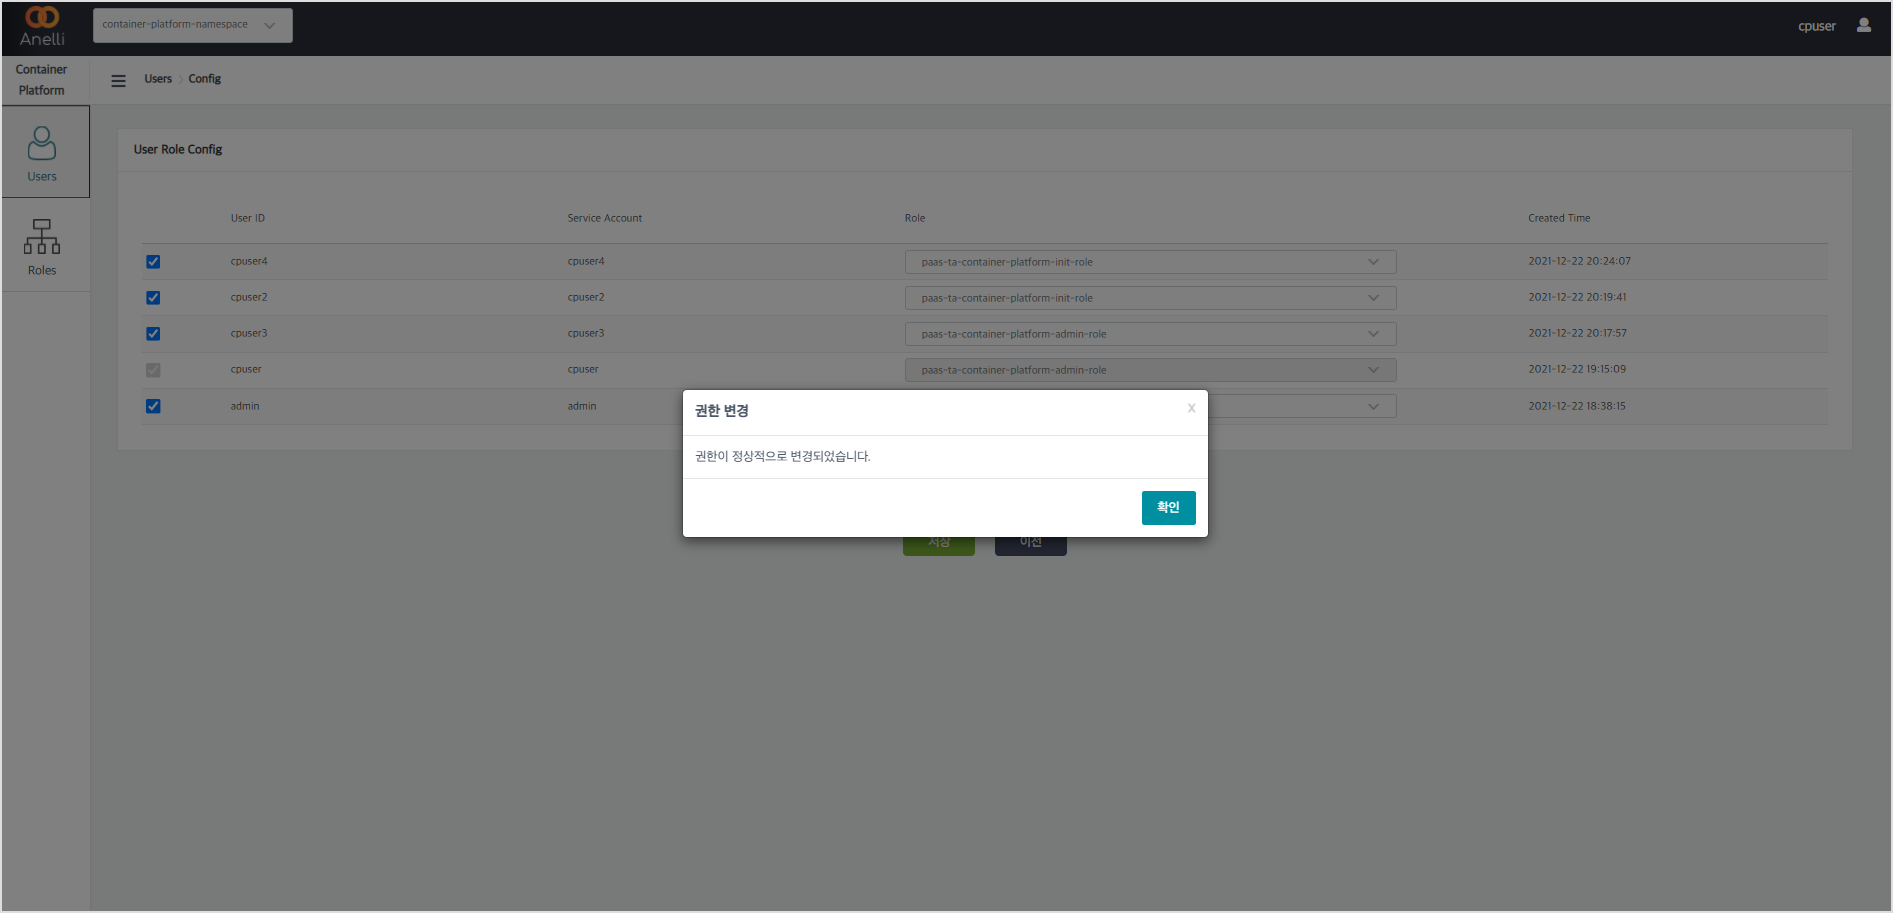 Anelli
container-platform-namespace
cpuser
Container
Platform
Users
Config
Users
Roles
User Role Config
User ID Service Account Role Created Time
cpuser4 cpuser4 paas-ta-container-platform-init-role 2021-12-22 20:24:07
cpuser2 cpuser2 paas-ta-container-platform-init-role 2021-12-22 20:19:41
cpuser3 cpuser3 paas-ta-container-platform-admin-role 2021-12-22 20:17:57
cpuser cpuser paas-ta-container-platform-admin-role 2021-12-22 19:15:09
admin admin 2021-12-22 18:38:15
권한 변경 x
권한이 정상적으로 변경되었습니다.
확인
저장 이전